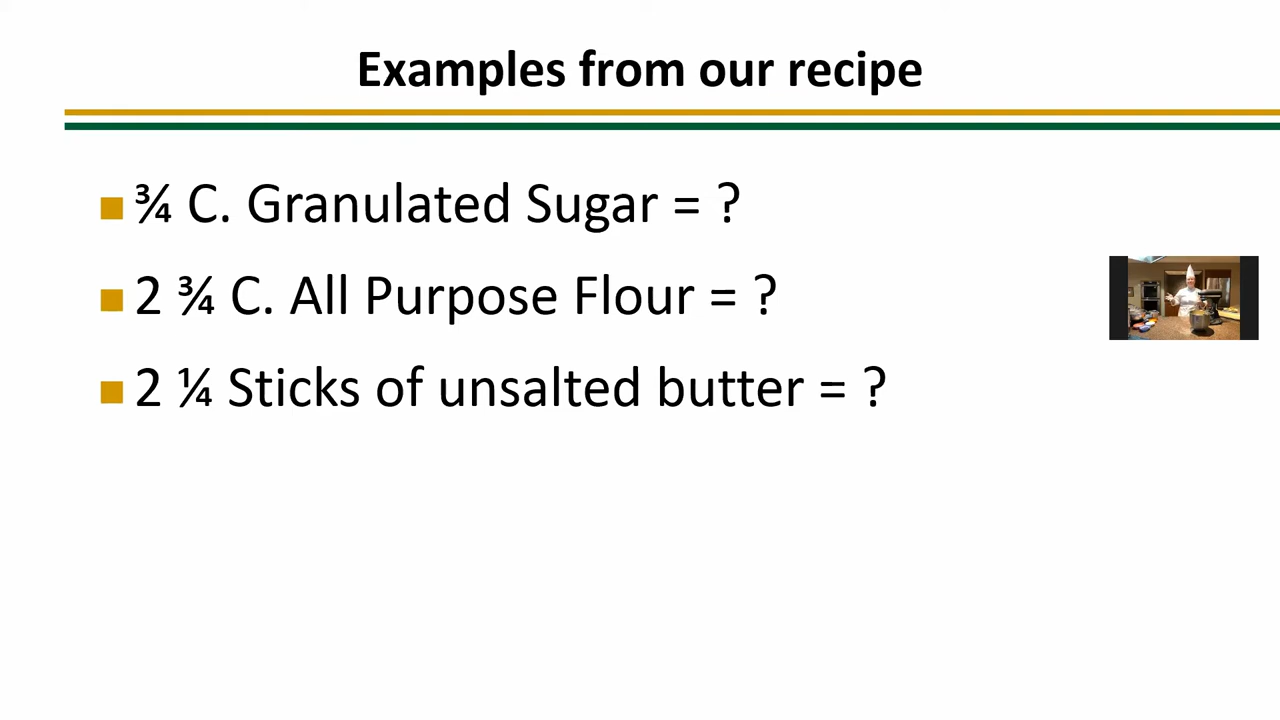 Examples from our recipe
¾ C. Granulated Sugar = ?
2 ¾ C. All Purpose Flour = ?
2 ¼ Sticks of unsalted butter = ?